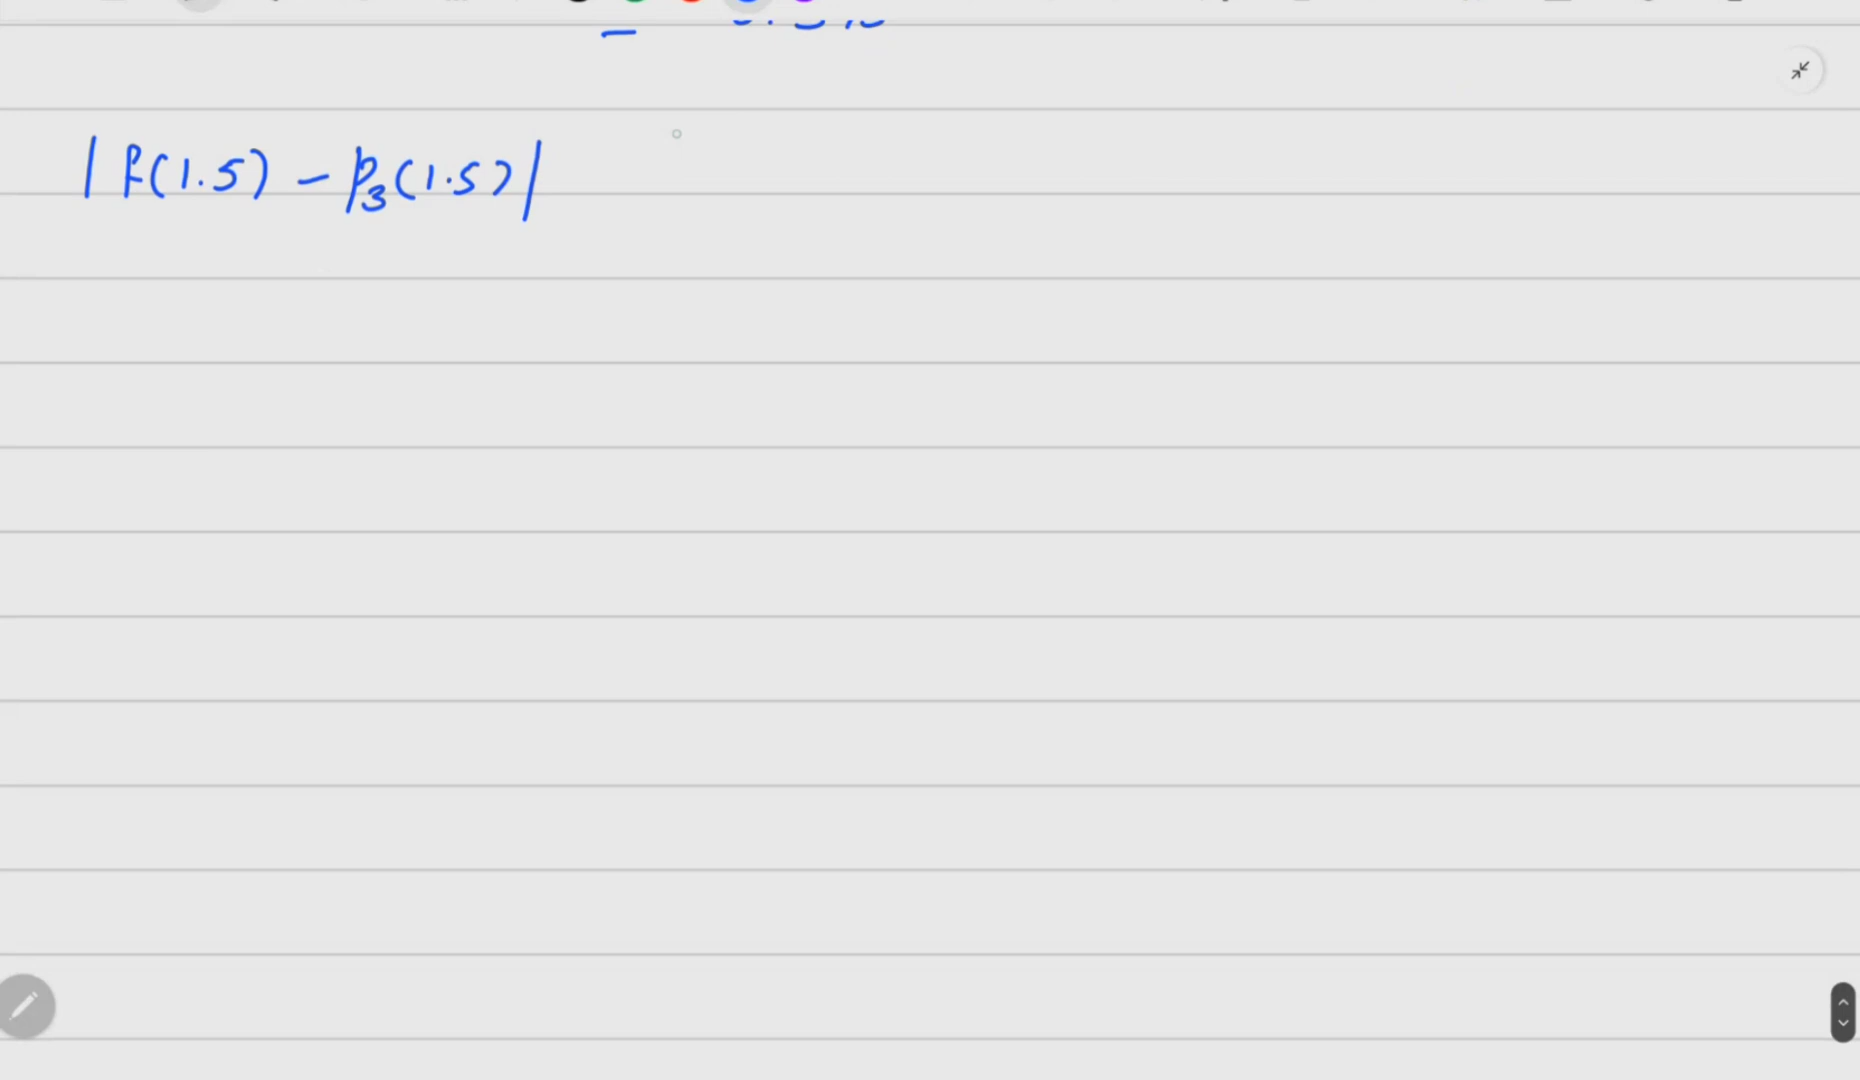 | f(1.5) - p₃(1.5) |